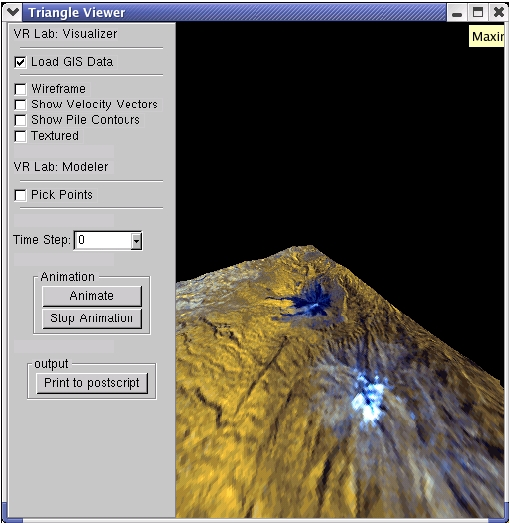 Triangle Viewer
VR Lab: Visualizer
Load GIS Data
Wireframe
Show Velocity Vectors
Show Pile Contours
Textured
VR Lab: Modeler
Pick Points
Time Step: 0
Animation
Animate
Stop Animation
output
Print to postscript
Maxim